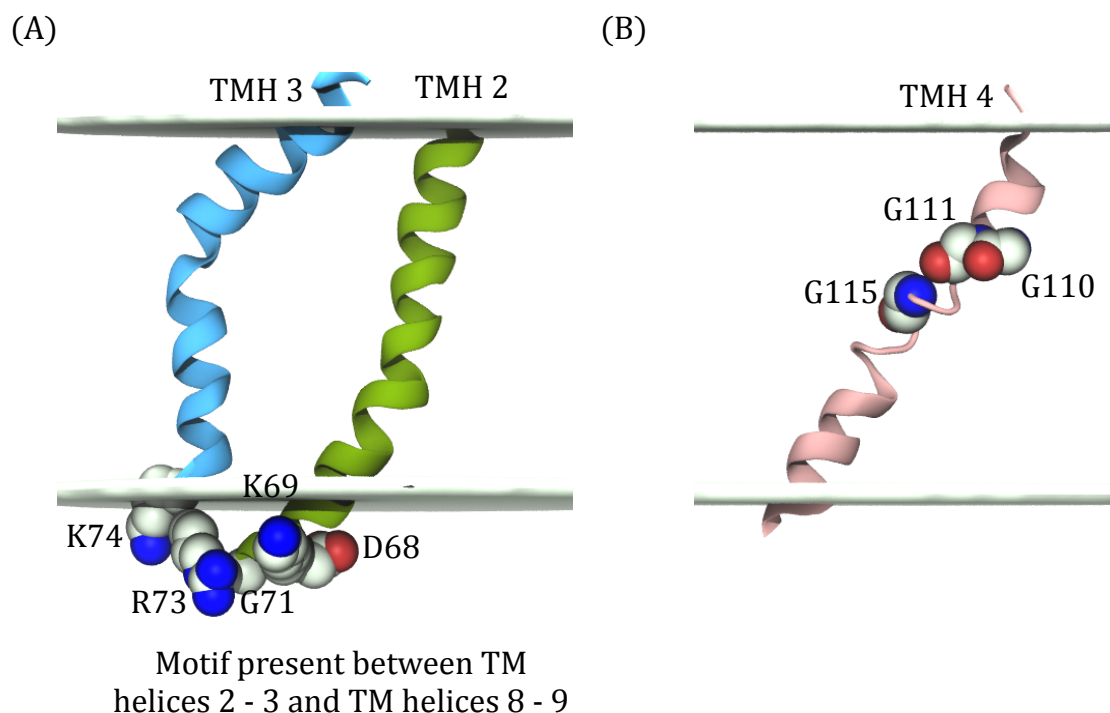 (A)
TMH 3
TMH 2
K69
K74
D68
R73
G71
Motif present between TM
helices 2 - 3 and TM helices 8 - 9
(B)
TMH 4
G111
G115
G110